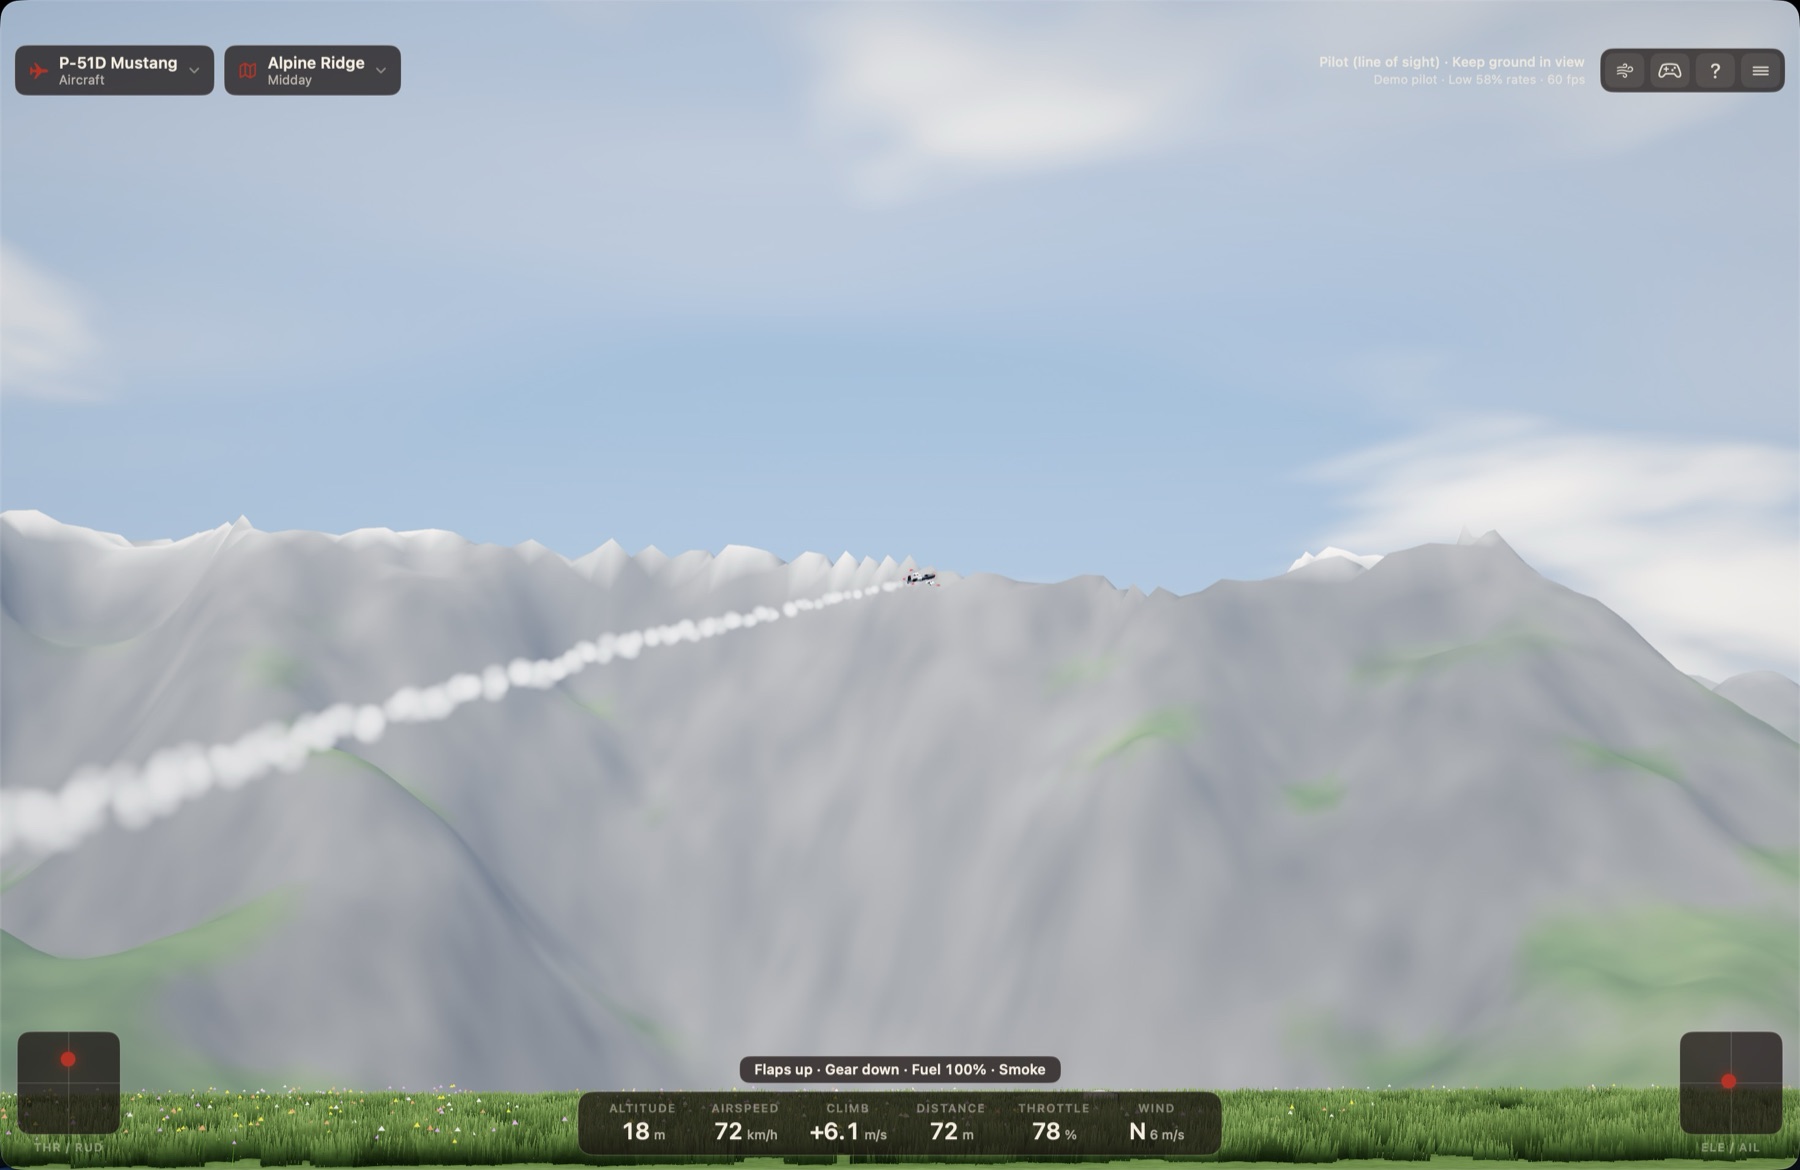 P-51D Mustang
Aircraft
Alpine Ridge
Midday
Pilot (line of sight) · Keep ground in view
Demo pilot · Low 58% rates · 60 fps
?
Flaps up · Gear down · Fuel 100% · Smoke
ALTITUDE AIRSPEED CLIMB DISTANCE THROTTLE WIND
18 m 72 km/h +6.1 m/s 72 m 78 % N 6 m/s
THR / RUD
ELE / AIL